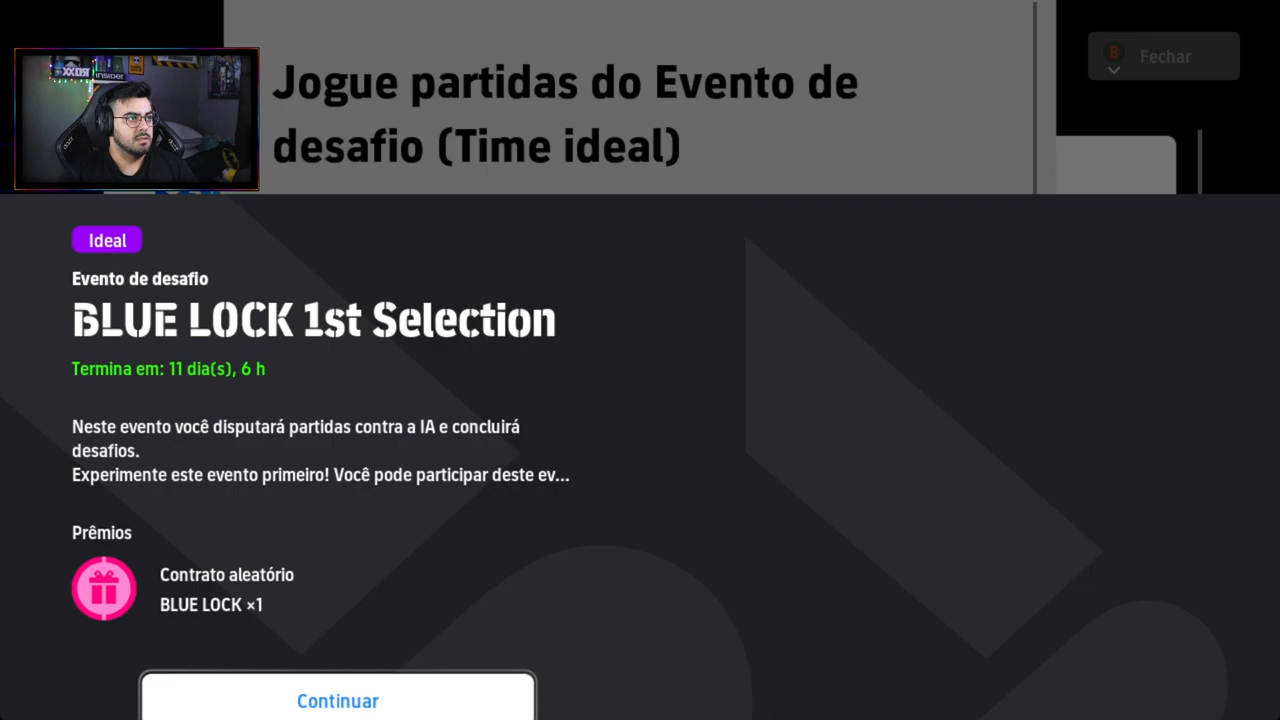 Jogue partidas do Evento de
desafio (Time ideal)
B
Fechar
Ideal
Evento de desafio
BLUE LOCK 1st Selection
Termina em: 11 dia(s), 6 h
Neste evento você disputará partidas contra a IA e concluirá
desafios.
Experimente este evento primeiro! Você pode participar deste ev...
Prêmios
Contrato aleatório
BLUE LOCK ×1
Continuar